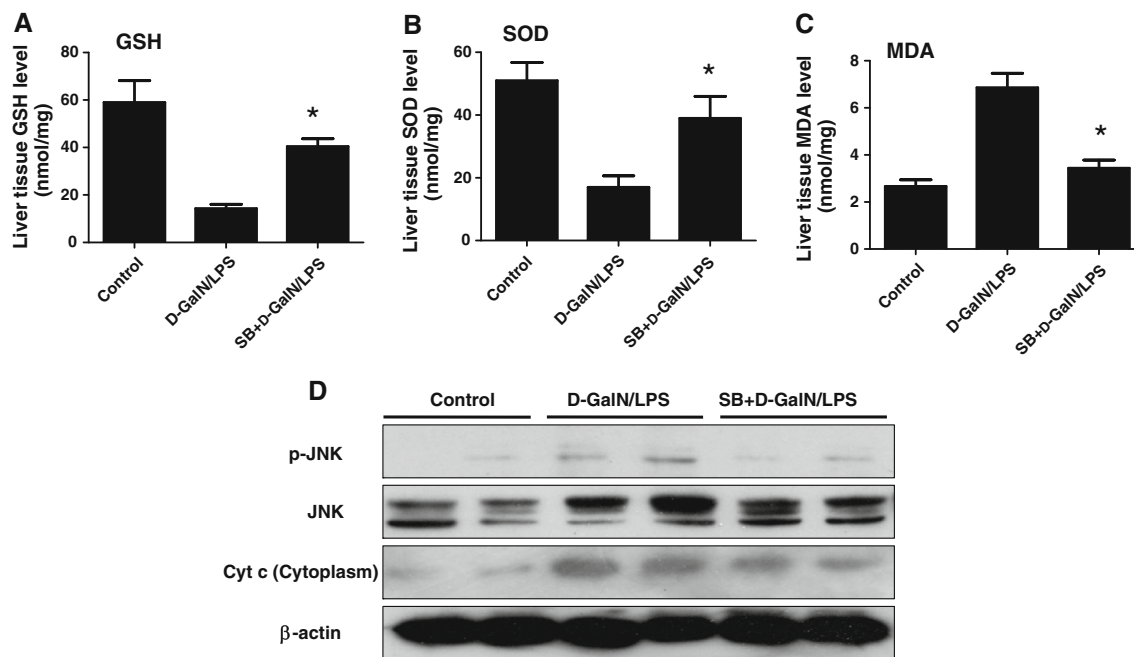 A
GSH
Liver tissue GSH level
(nmol/mg)
80
60
40
20
0
*
Control
D-GalN/LPS
SB+D-GalN/LPS
B
SOD
Liver tissue SOD level
(nmol/mg)
60
40
20
0
*
Control
D-GalN/LPS
SB+D-GalN/LPS
C
MDA
Liver tissue MDA level
(nmol/mg)
8
6
4
2
0
*
Control
D-GalN/LPS
SB+D-GalN/LPS
D
Control D-GalN/LPS SB+D-GalN/LPS
p-JNK
JNK
Cyt c (Cytoplasm)
β-actin